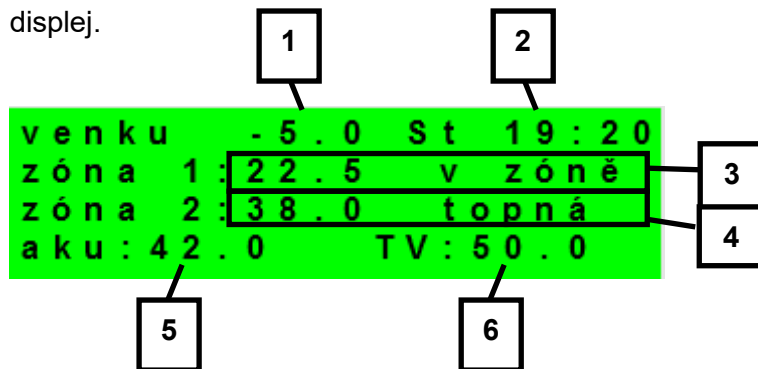 displej.
1 2
venku -5.0 St 19:20
zóna 1:22.5 v zóně
3
zóna 2:38.0 topná
4
aku:42.0 TV:50.0
5 6